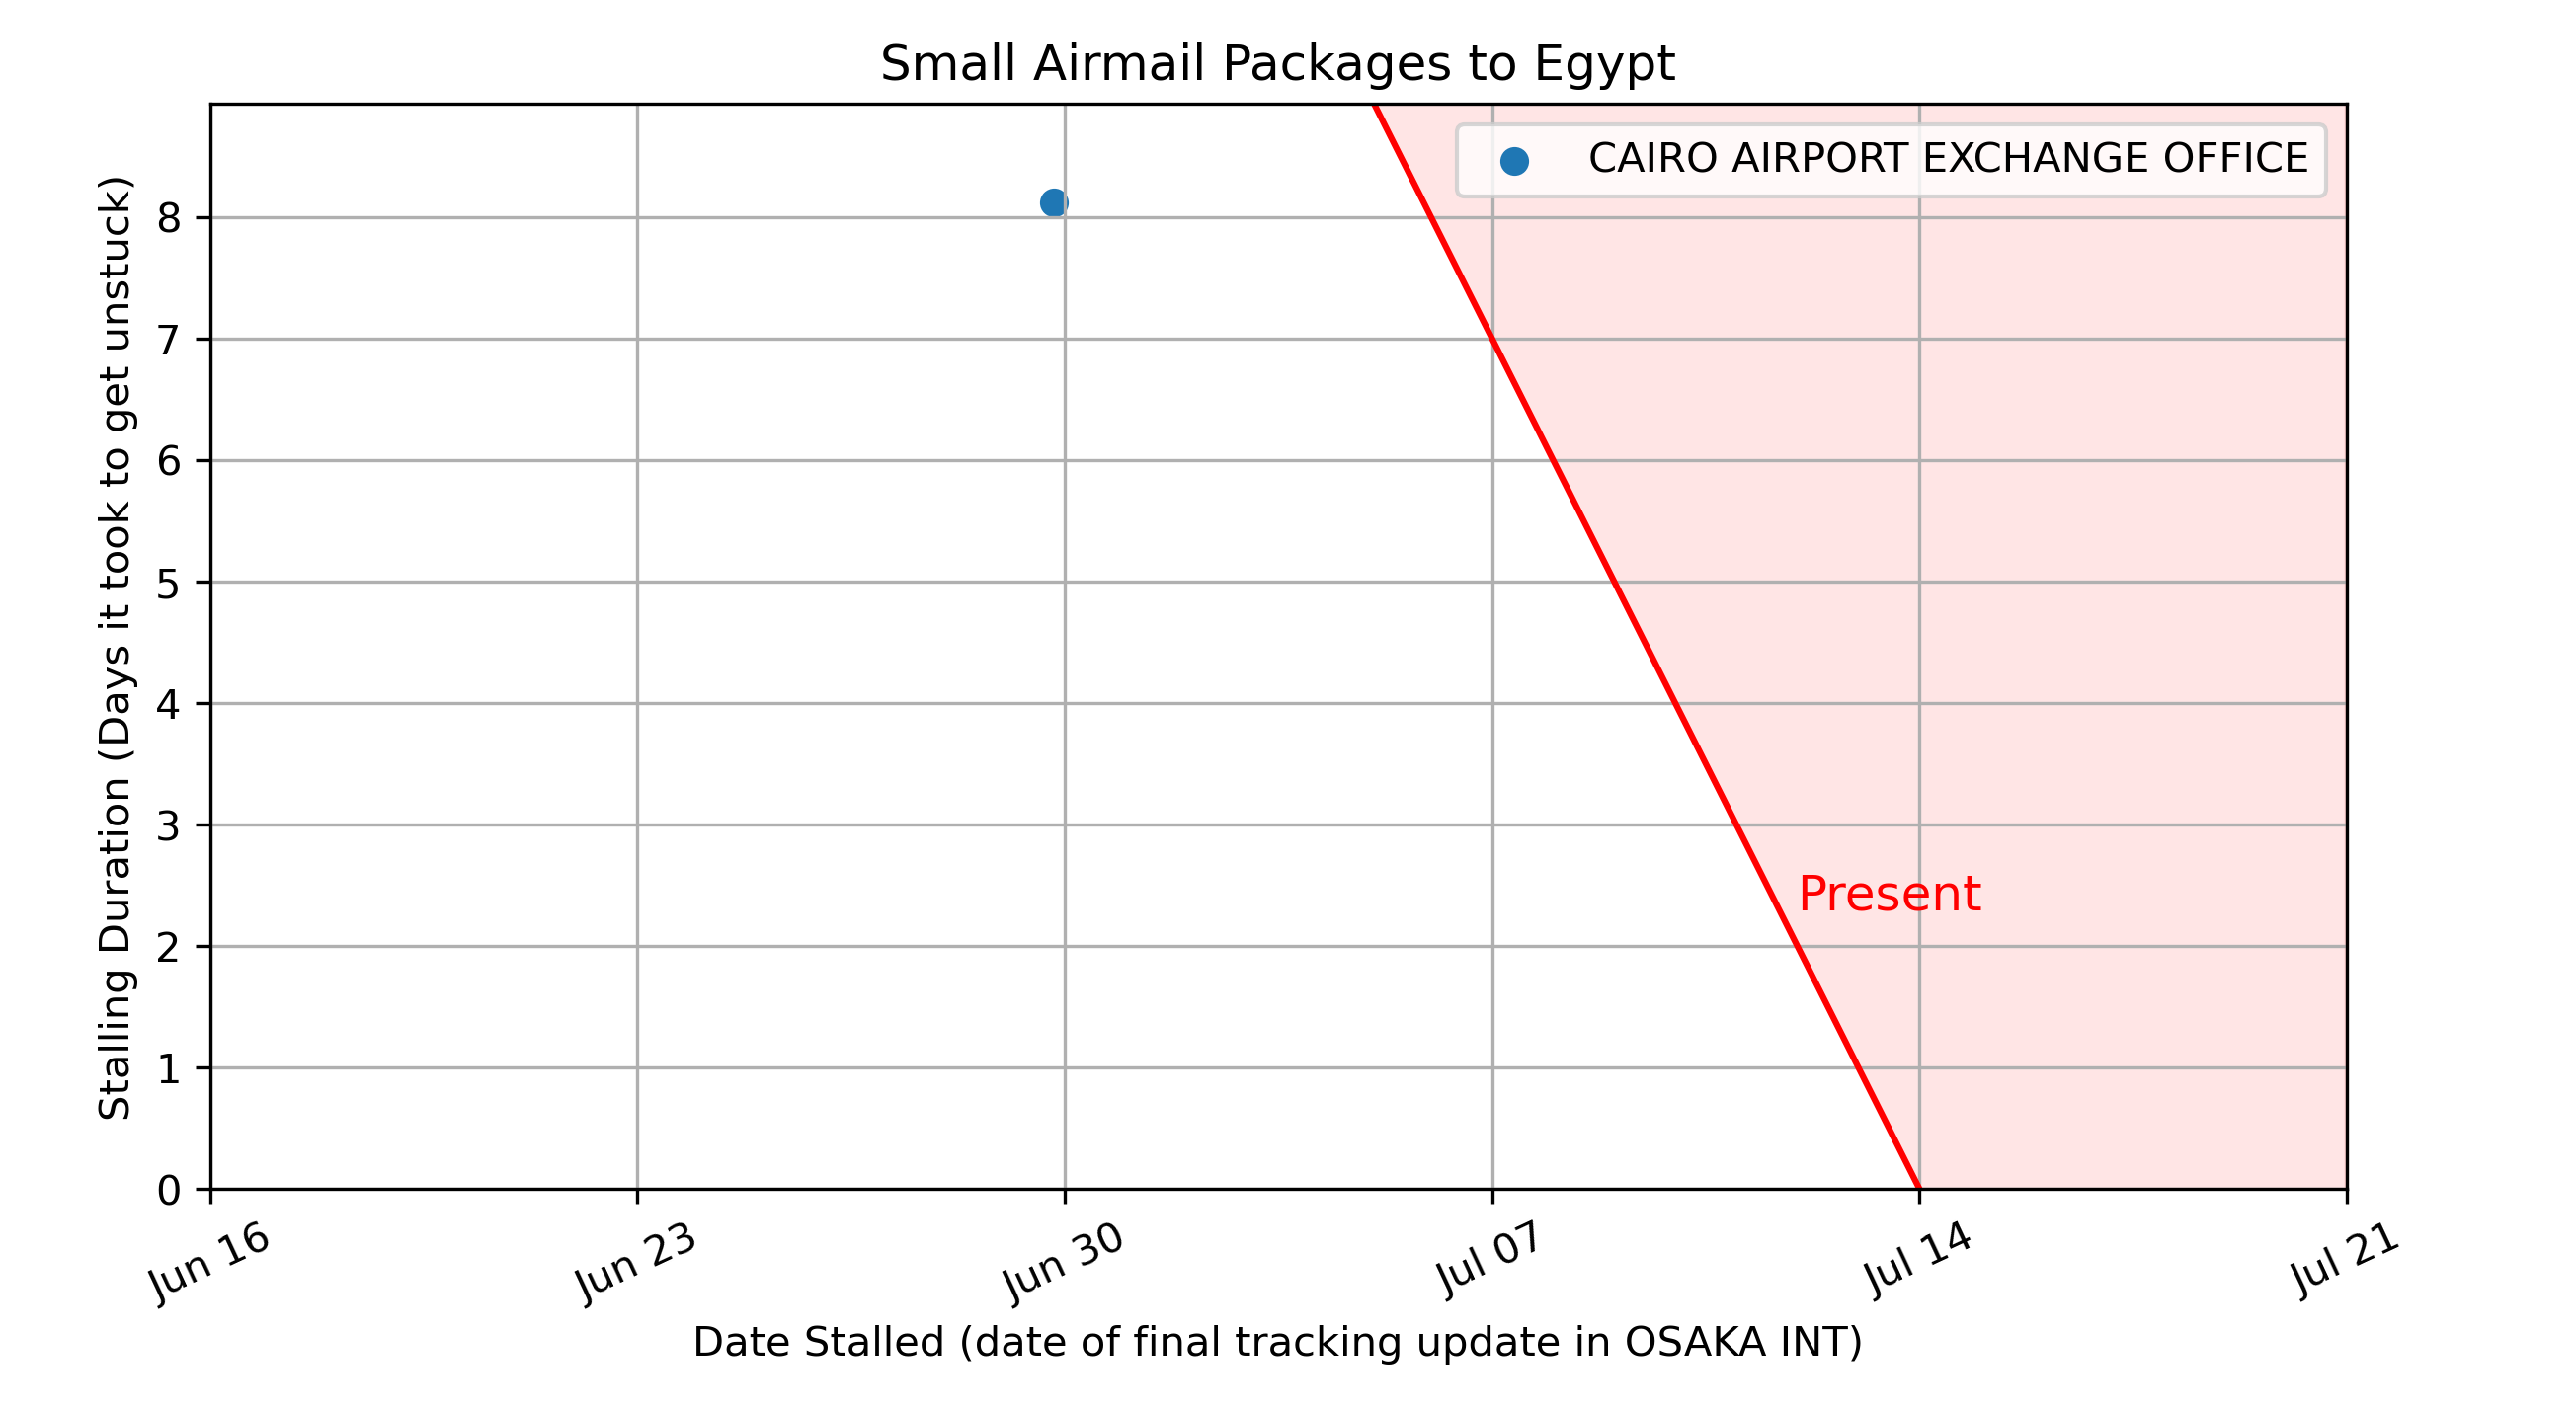 Small Airmail Packages to Egypt
CAIRO AIRPORT EXCHANGE OFFICE
Stalling Duration (Days it took to get unstuck)
8
7
6
5
4
3
2
1
0
Present
Jun 16
Jun 23
Jun 30
Jul 07
Jul 14
Jul 21
Date Stalled (date of final tracking update in OSAKA INT)